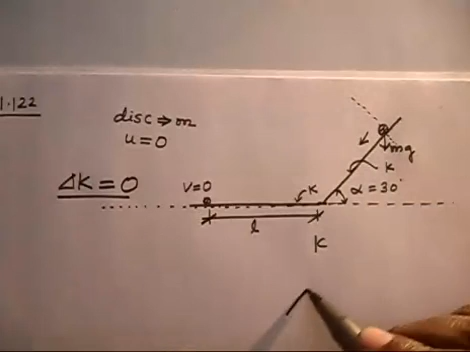 1.122
disc ⇒ m
u = 0
ΔK = 0
V=0
K
α = 30°
K
mg
l
K